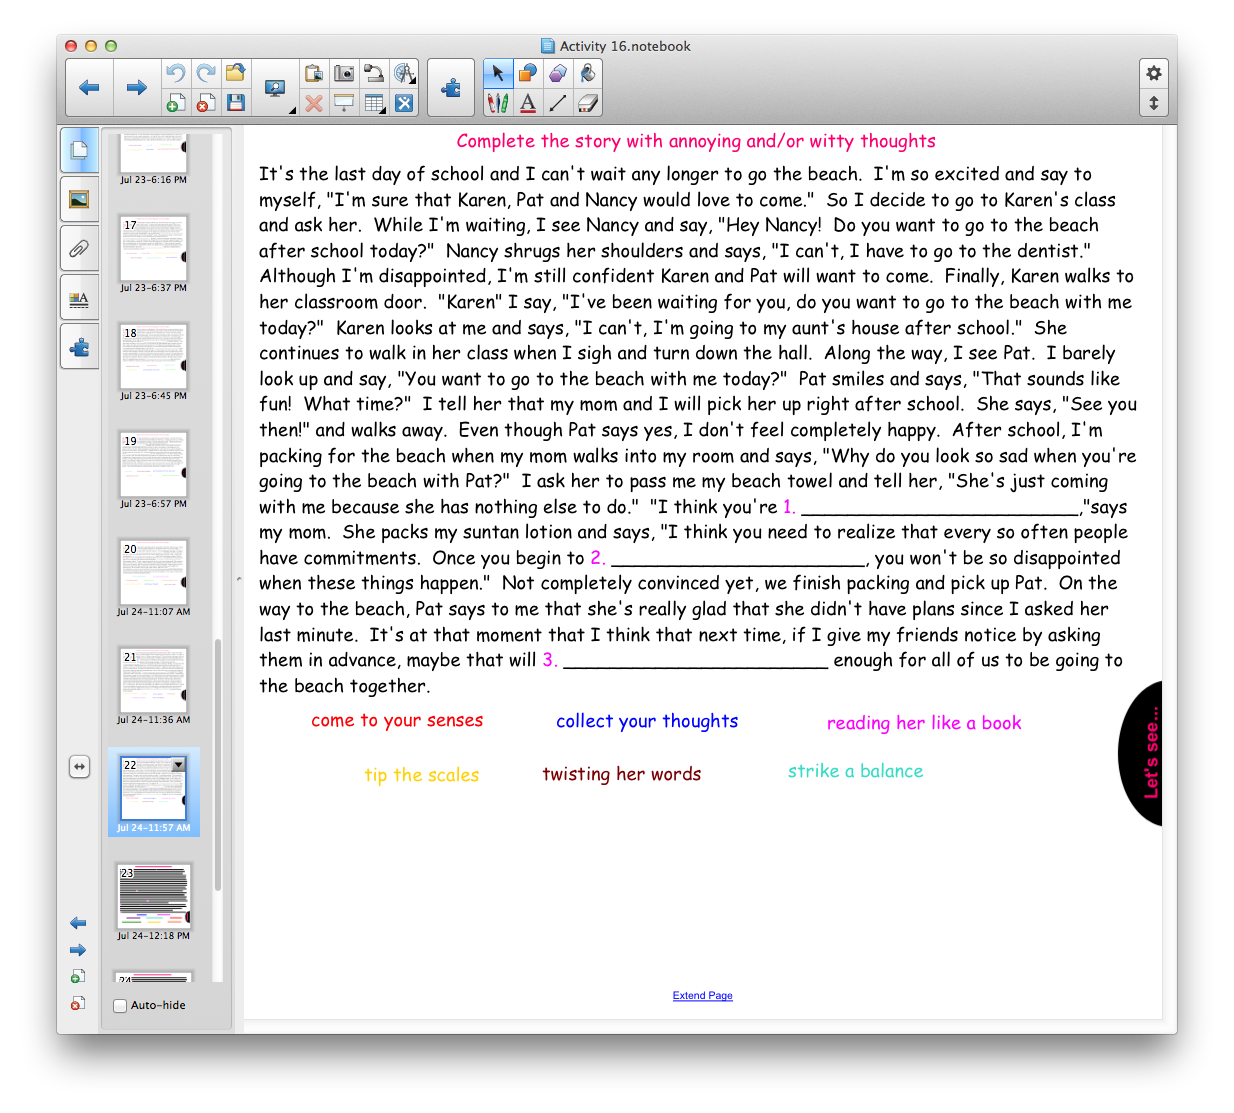 Activity 16.notebook
Jul 23-6:16 PM
17
Jul 23-6:37 PM
18
Jul 23-6:45 PM
19
Jul 23-6:57 PM
20
Jul 24-11:07 AM
21
Jul 24-11:36 AM
22
Jul 24-11:57 AM
23
Jul 24-12:18 PM
24
Auto-hide
Complete the story with annoying and/or witty thoughts
It's the last day of school and I can't wait any longer to go the beach. I'm so excited and say to
myself, "I'm sure that Karen, Pat and Nancy would love to come." So I decide to go to Karen's class
and ask her. While I'm waiting, I see Nancy and say, "Hey Nancy! Do you want to go to the beach
after school today?" Nancy shrugs her shoulders and says, "I can't, I have to go to the dentist."
Although I'm disappointed, I'm still confident Karen and Pat will want to come. Finally, Karen walks to
her classroom door. "Karen" I say, "I've been waiting for you, do you want to go to the beach with me
today?" Karen looks at me and says, "I can't, I'm going to my aunt's house after school." She
continues to walk in her class when I sigh and turn down the hall. Along the way, I see Pat. I barely
look up and say, "You want to go to the beach with me today?" Pat smiles and says, "That sounds like
fun! What time?" I tell her that my mom and I will pick her up right after school. She says, "See you
then!" and walks away. Even though Pat says yes, I don't feel completely happy. After school, I'm
packing for the beach when my mom walks into my room and says, "Why do you look so sad when you're
going to the beach with Pat?" I ask her to pass me my beach towel and tell her, "She's just coming
with me because she has nothing else to do." "I think you're 1. ____________________________,"says
my mom. She packs my suntan lotion and says, "I think you need to realize that every so often people
have commitments. Once you begin to 2. __________________________, you won't be so disappointed
when these things happen." Not completely convinced yet, we finish packing and pick up Pat. On the
way to the beach, Pat says to me that she's really glad that she didn't have plans since I asked her
last minute. It's at that moment that I think that next time, if I give my friends notice by asking
them in advance, maybe that will 3. ___________________________ enough for all of us to be going to
the beach together.
come to your senses collect your thoughts reading her like a book
tip the scales twisting her words strike a balance
Let's see...
Extend Page